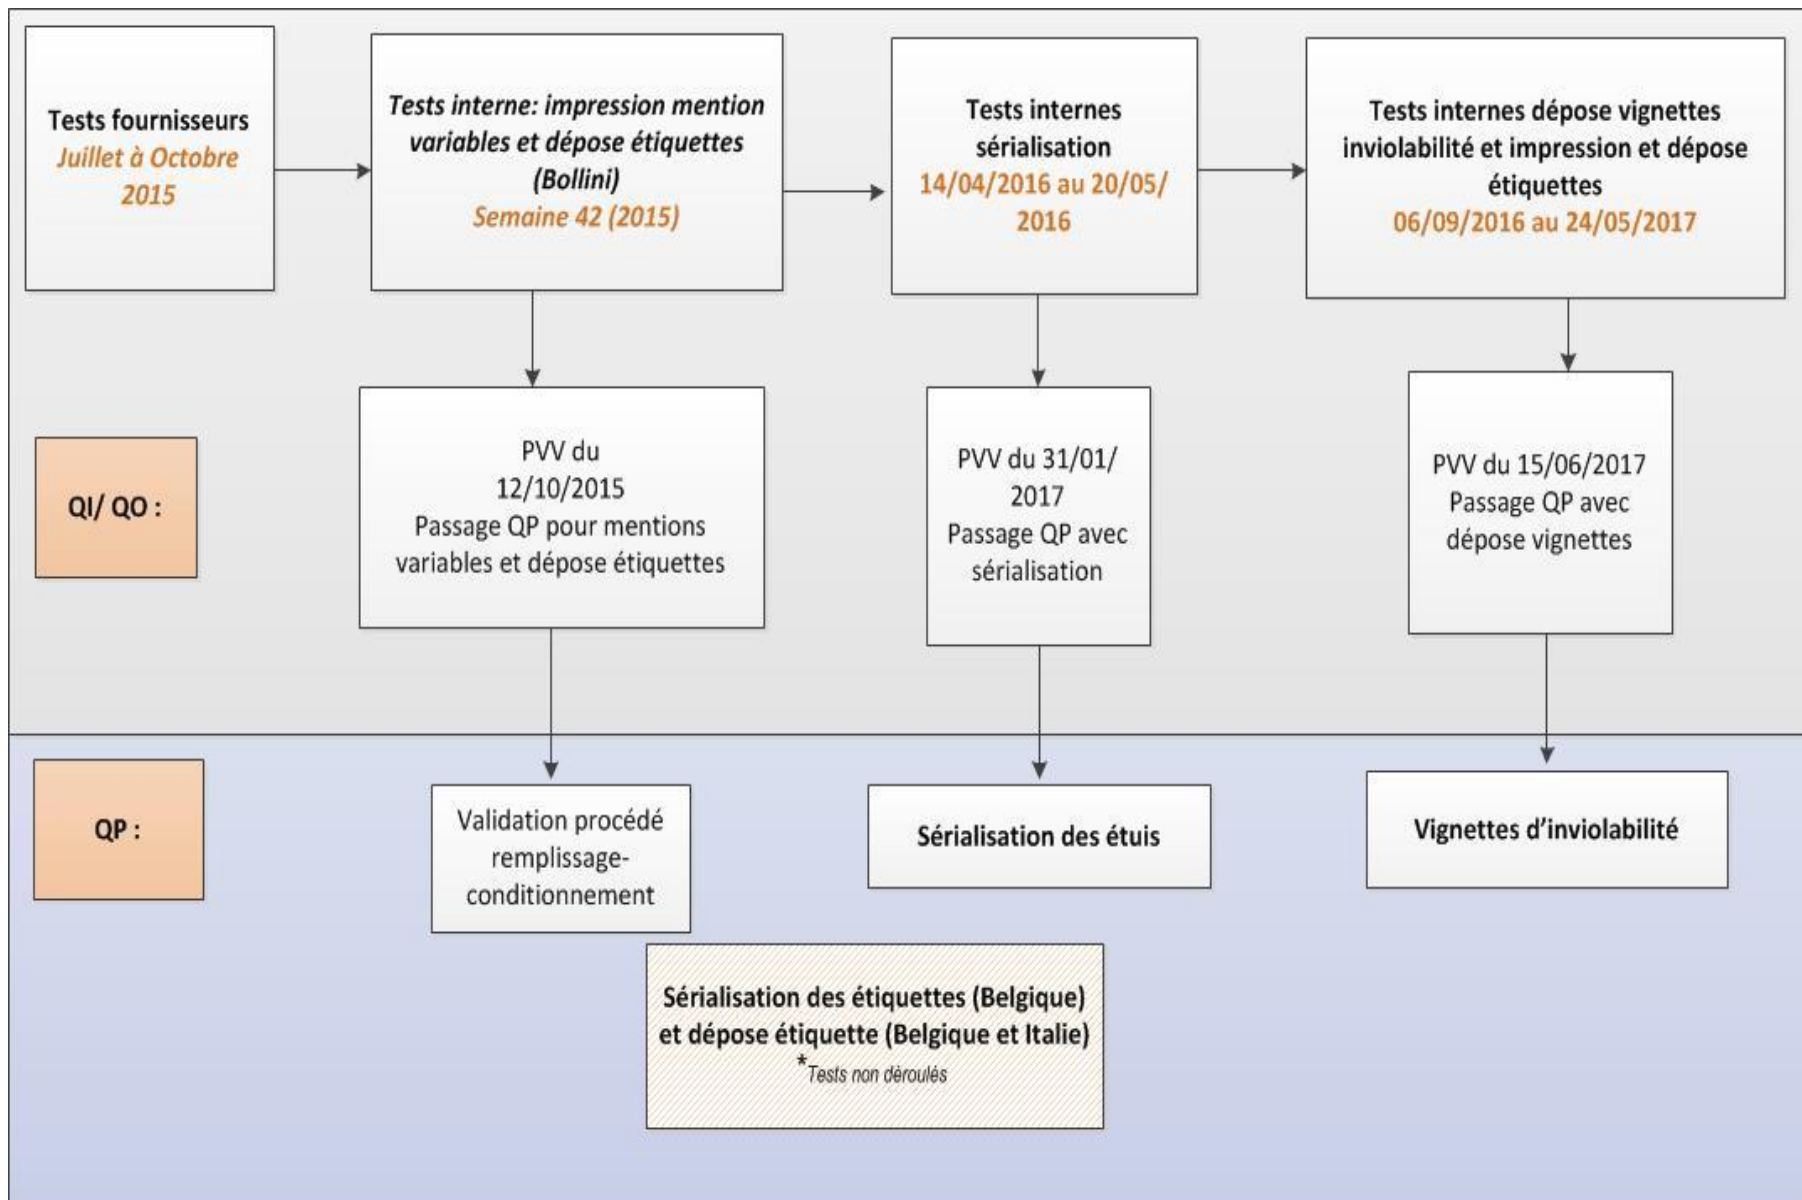 Tests fournisseurs
Juillet à Octobre
2015
Tests interne: impression mention
variables et dépose étiquettes
(Bollini)
Semaine 42 (2015)
Tests internes
sérialisation
14/04/2016 au 20/05/
2016
Tests internes dépose vignettes
inviolabilité et impression et dépose
étiquettes
06/09/2016 au 24/05/2017
QI/ QO :
PVV du
12/10/2015
Passage QP pour mentions
variables et dépose étiquettes
PVV du 31/01/
2017
Passage QP avec
sérialisation
PVV du 15/06/2017
Passage QP avec
dépose vignettes
QP :
Validation procédé
remplissage-
conditionnement
Sérialisation des étuis
Vignettes d’inviolabilité
Sérialisation des étiquettes (Belgique)
et dépose étiquette (Belgique et Italie)
*Tests non déroulés